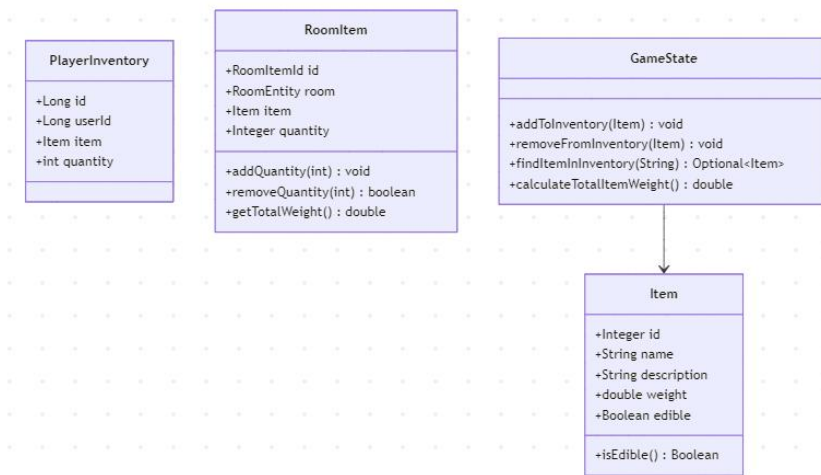 PlayerInventory
+Long id
+Long userId
+Item item
+int quantity
RoomItem
+RoomItemId id
+RoomEntity room
+Item item
+Integer quantity
+addQuantity(int) : void
+removeQuantity(int) : boolean
+getTotalWeight() : double
GameState
+addToInventory(Item) : void
+removeFromInventory(Item) : void
+findItemInInventory(String) : Optional<Item>
+calculateTotalItemWeight() : double
Item
+Integer id
+String name
+String description
+double weight
+Boolean edible
+isEdible() : Boolean